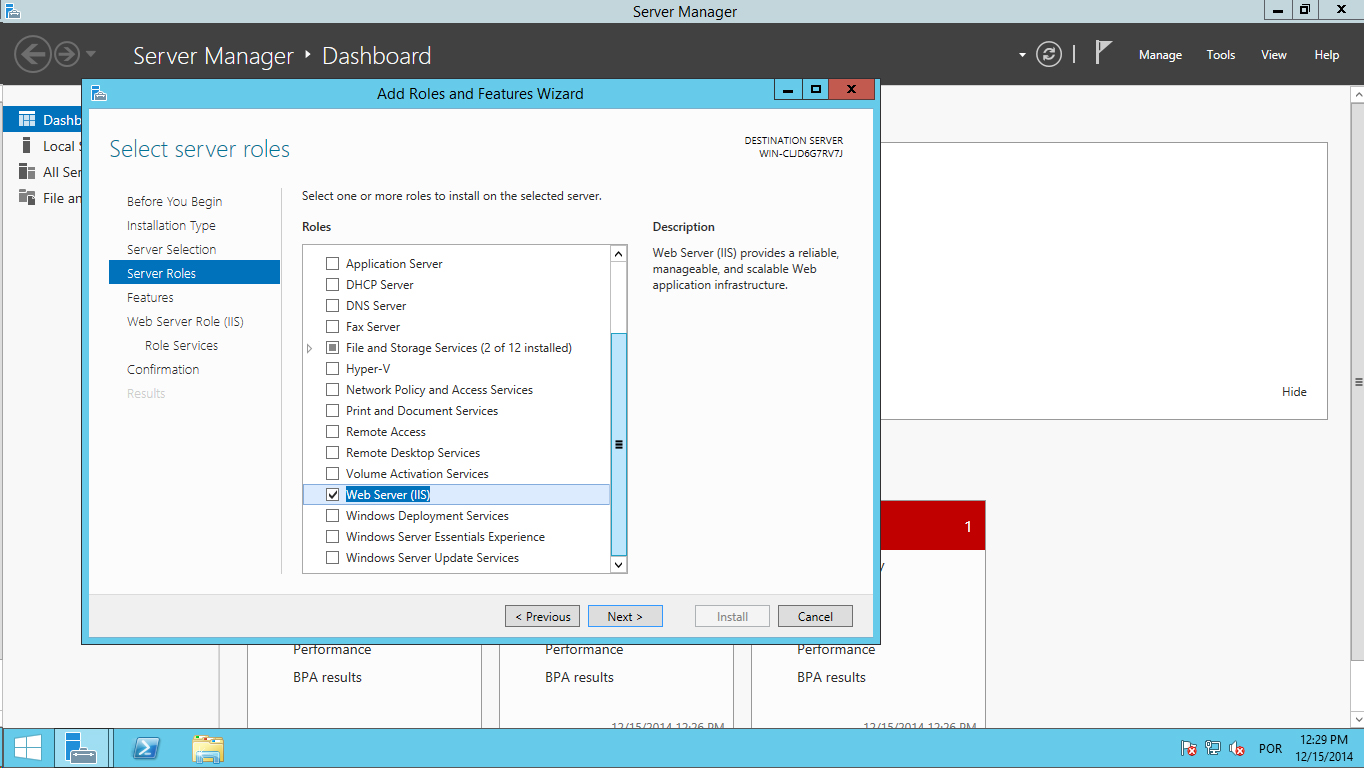 Server Manager
Server Manager ‣ Dashboard
Manage
Tools
View
Help
Dashb
Local
All Ser
File an
Add Roles and Features Wizard
Select server roles
DESTINATION SERVER
WIN-CLJD6G7RV7J
Before You Begin
Installation Type
Server Selection
Server Roles
Features
Web Server Role (IIS)
Role Services
Confirmation
Results
Select one or more roles to install on the selected server.
Roles
Application Server
DHCP Server
DNS Server
Fax Server
File and Storage Services (2 of 12 installed)
Hyper-V
Network Policy and Access Services
Print and Document Services
Remote Access
Remote Desktop Services
Volume Activation Services
Web Server (IIS)
Windows Deployment Services
Windows Server Essentials Experience
Windows Server Update Services
Description
Web Server (IIS) provides a reliable,
manageable, and scalable Web
application infrastructure.
< Previous
Next >
Install
Cancel
Hide
1
Performance
BPA results
Performance
BPA results
12/15/2014 12:26 PM
Performance
BPA results
12/15/2014 12:26 PM
POR
12:29 PM
12/15/2014